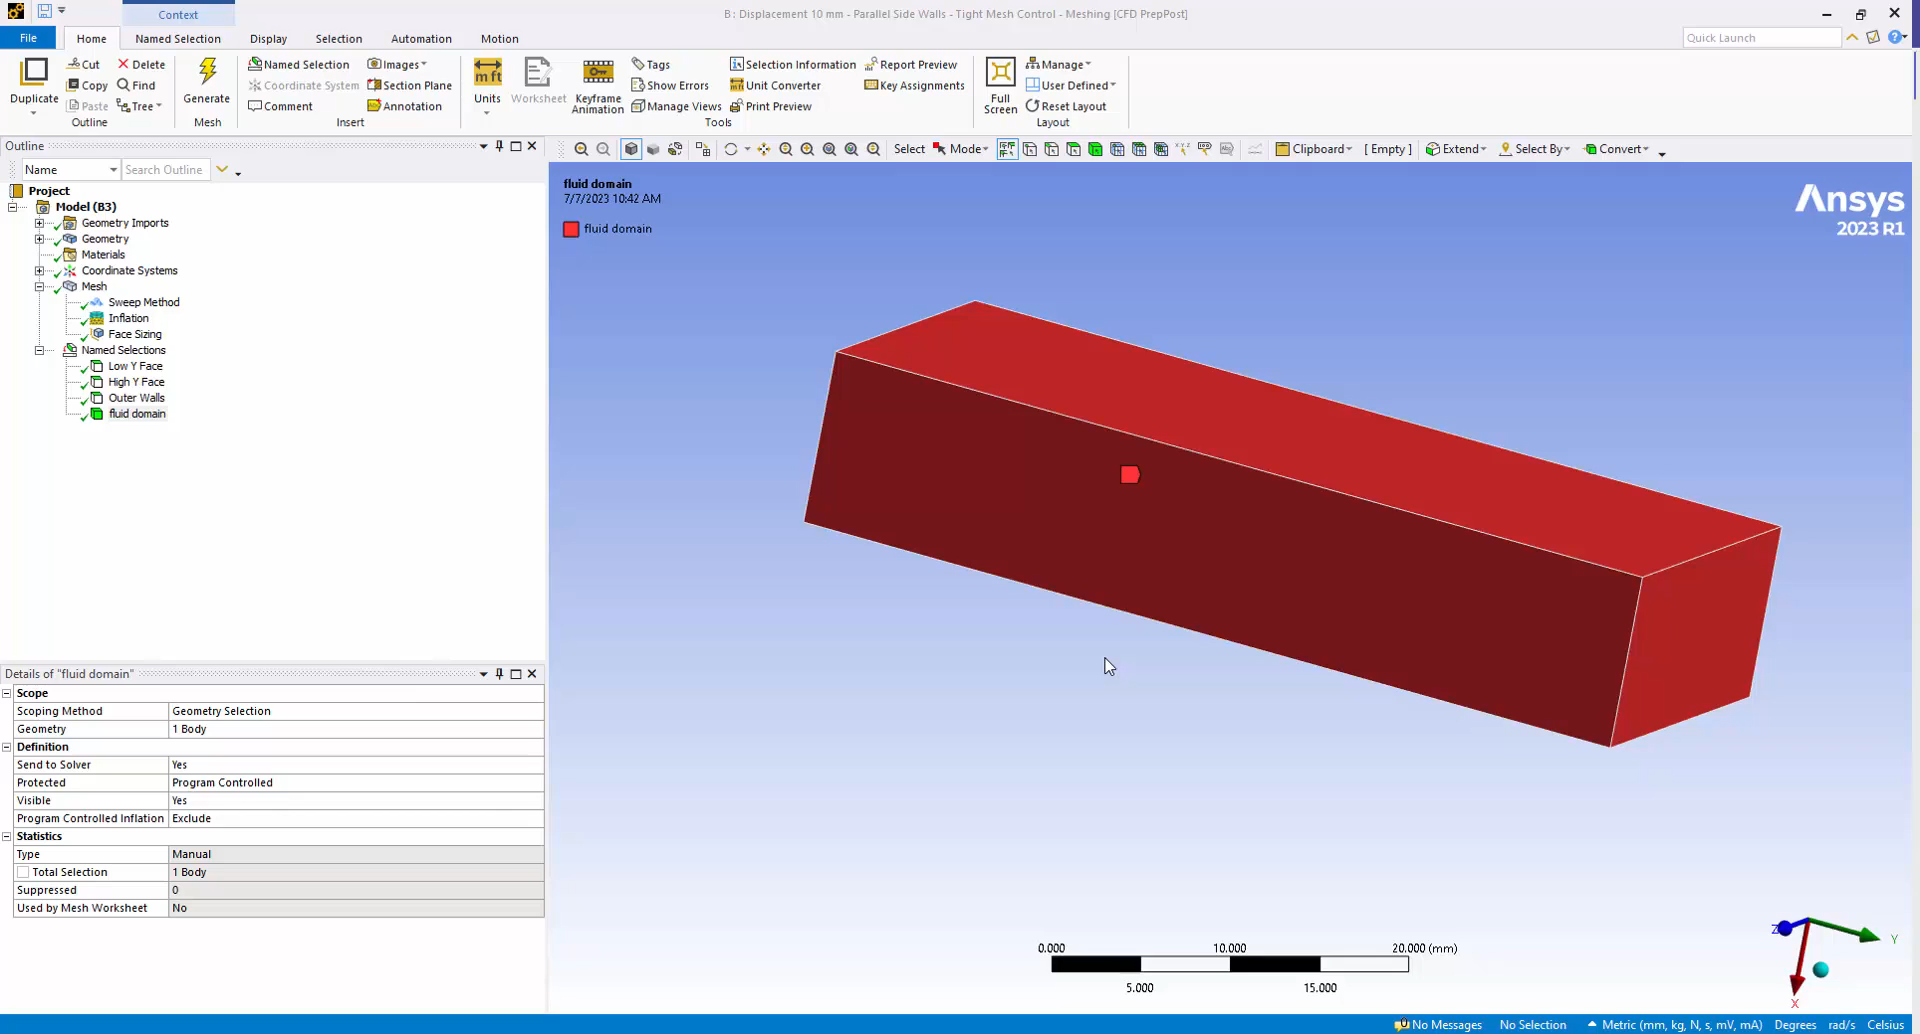 Context
B : Displacement 10 mm - Parallel Side Walls - Tight Mesh Control - Meshing [CFD PrepPost]
File Home Named Selection Display Selection Automation Motion
Quick Launch
Duplicate
Cut
Copy
Paste
Delete
Find
Tree
Outline
Generate
Mesh
Named Selection
Coordinate System
Comment
Images
Section Plane
Annotation
Insert
Units
Worksheet
Keyframe
Animation
Tags
Show Errors
Manage Views
Selection Information
Unit Converter
Print Preview
Report Preview
Key Assignments
Tools
Full
Screen
Manage
User Defined
Reset Layout
Layout
Outline
Name Search Outline
Project
Model (B3)
Geometry Imports
Geometry
Materials
Coordinate Systems
Mesh
Sweep Method
Inflation
Face Sizing
Named Selections
Low Y Face
High Y Face
Outer Walls
fluid domain
Select Mode Clipboard [ Empty ] Extend Select By Convert
fluid domain
7/7/2023 10:42 AM
fluid domain
Ansys
2023 R1
Details of "fluid domain"
Scope
Scoping Method Geometry Selection
Geometry 1 Body
Definition
Send to Solver Yes
Protected Program Controlled
Visible Yes
Program Controlled Inflation Exclude
Statistics
Type Manual
Total Selection 1 Body
Suppressed 0
Used by Mesh Worksheet No
0.000 10.000 20.000 (mm)
5.000 15.000
Z
Y
X
No Messages No Selection Metric (mm, kg, N, s, mV, mA) Degrees rad/s Celsius